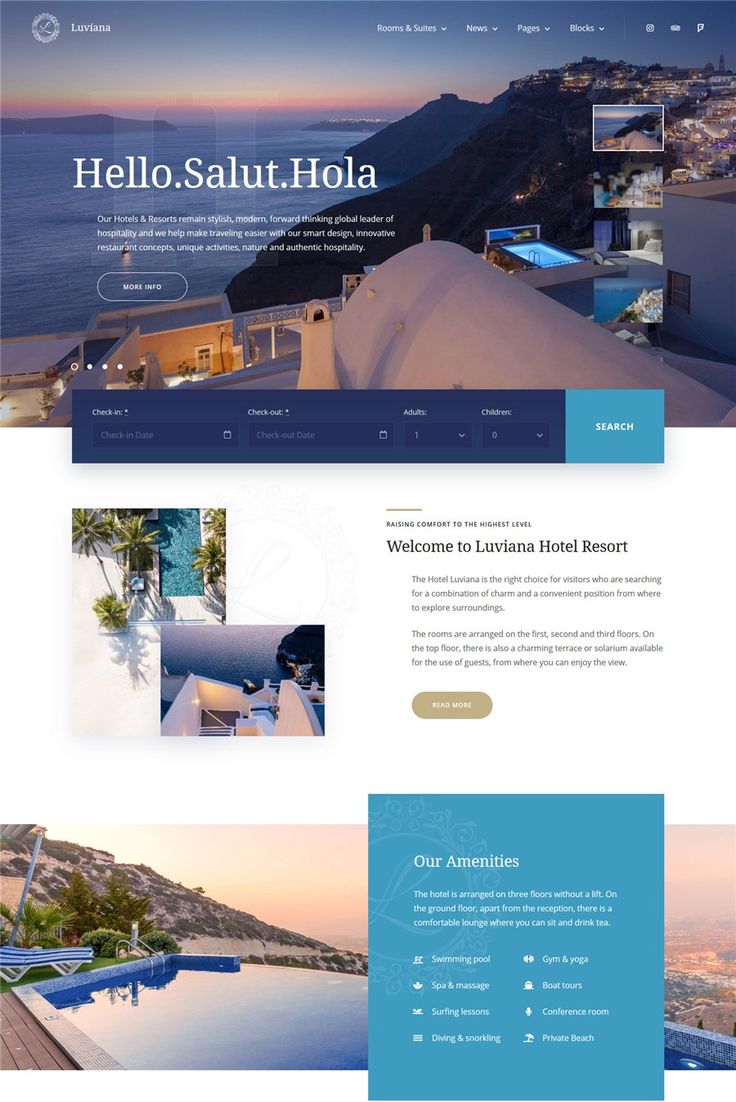 Luvíana
Rooms & Suites
News
Pages
Blocks
Hello.Salut.Hola
Our Hotels & Resorts remain stylish, modern, forward thinking global leader of
hospitality and we help make traveling easier with our smart design, innovative
restaurant concepts, unique activities, nature and authentic hospitality.
MORE INFO
Check-in: *
Check-out: *
Adults:
Children:
Check-in Date
Check-out Date
1
0
SEARCH
RAISING COMFORT TO THE HIGHEST LEVEL
Welcome to Luviana Hotel Resort
The Hotel Luviana is the right choice for visitors who are searching
for a combination of charm and a convenient position from where
to explore surroundings.
The rooms are arranged on the first, second and third floors. On
the top floor, there is also a charming terrace or solarium available
for the use of guests, from where you can enjoy the view.
READ MORE
Our Amenities
The hotel is arranged on three floors without a lift. On
the ground floor, apart from the reception, there is a
comfortable lounge where you can sit and drink tea.
Swimming pool
Gym & yoga
Spa & massage
Boat tours
Surfing lessons
Conference room
Diving & snorkling
Private Beach